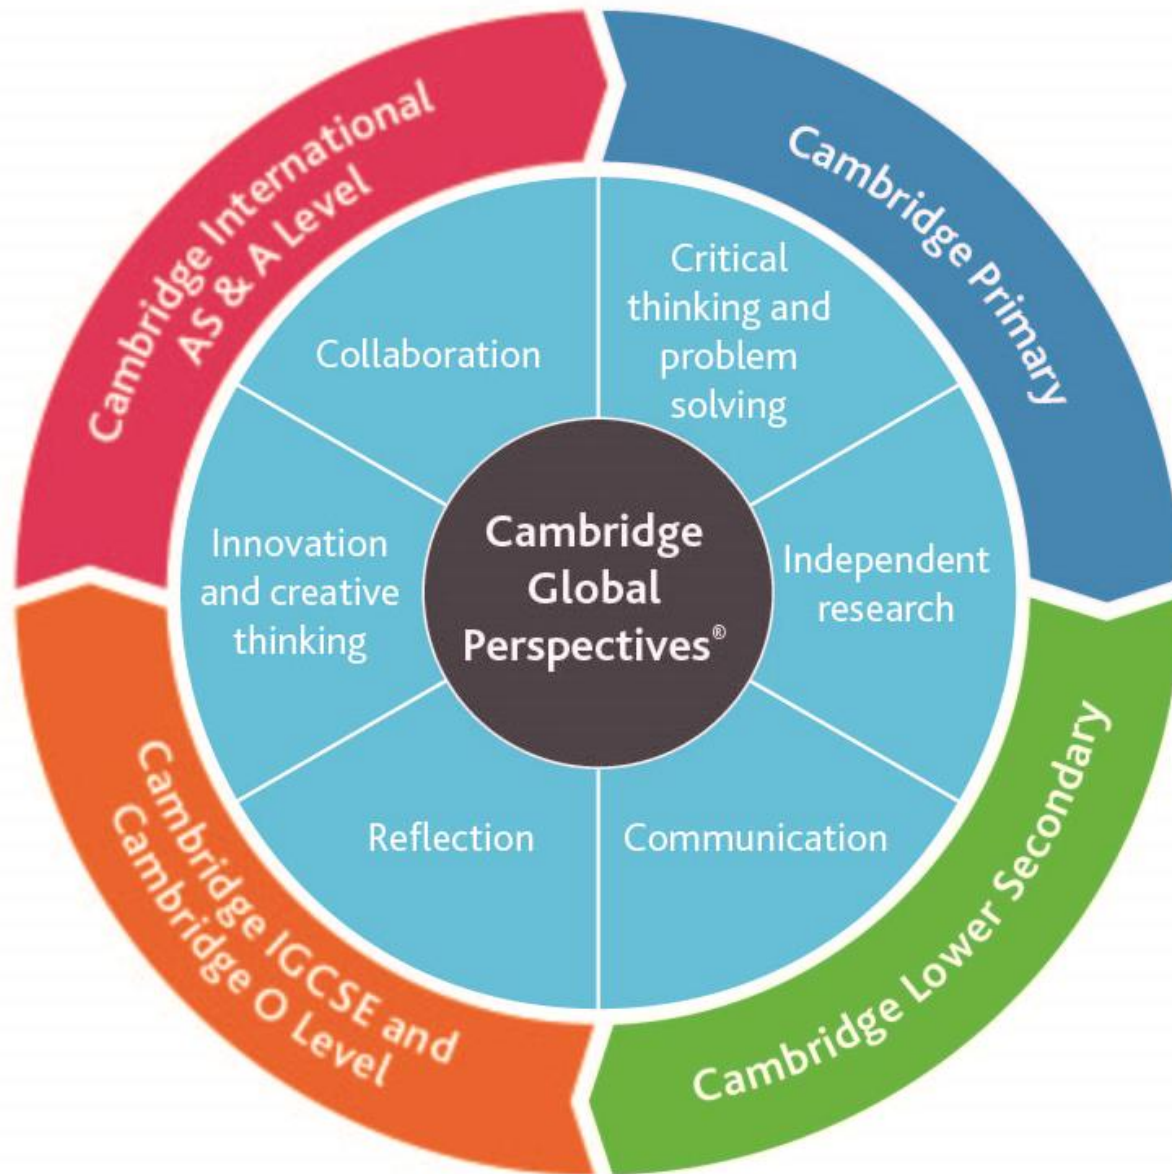 Cambridge International
AS & A Level
Cambridge Primary
Cambridge Lower Secondary
Cambridge IGCSE and
Cambridge O Level
Critical
thinking and
problem
solving
Independent
research
Communication
Reflection
Innovation
and creative
thinking
Collaboration
Cambridge
Global
Perspectives®